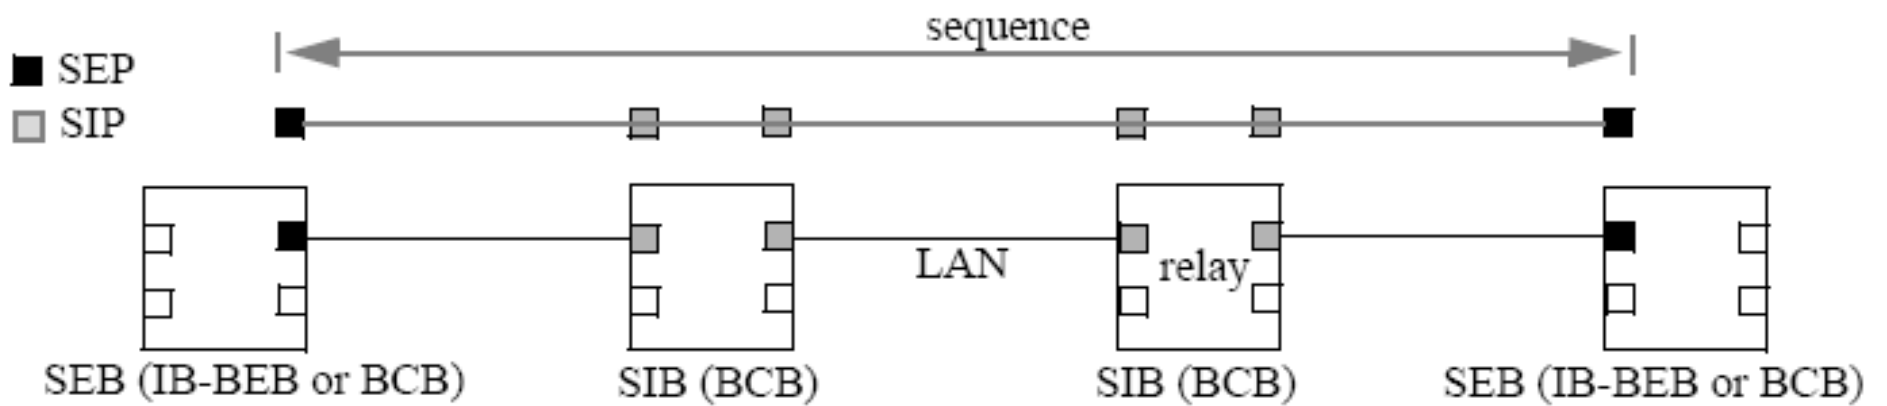 sequence
SEP
SIP
LAN
relay
SEB (IB-BEB or BCB)
SIB (BCB)
SIB (BCB)
SEB (IB-BEB or BCB)